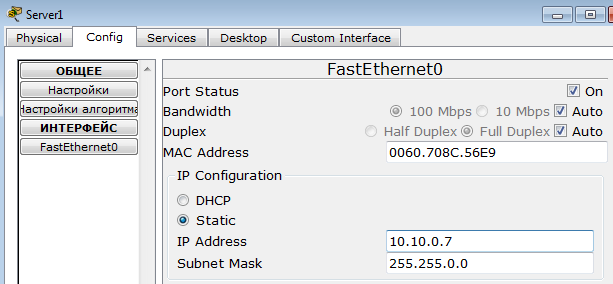 Server1
Physical Config Services Desktop Custom Interface
ОБЩЕЕ
Настройки
Настройки алгоритма
ИНТЕРФЕЙС
FastEthernet0
FastEthernet0
Port Status On
Bandwidth 100 Mbps 10 Mbps Auto
Duplex Half Duplex Full Duplex Auto
MAC Address 0060.708C.56E9
IP Configuration
DHCP
Static
IP Address 10.10.0.7
Subnet Mask 255.255.0.0